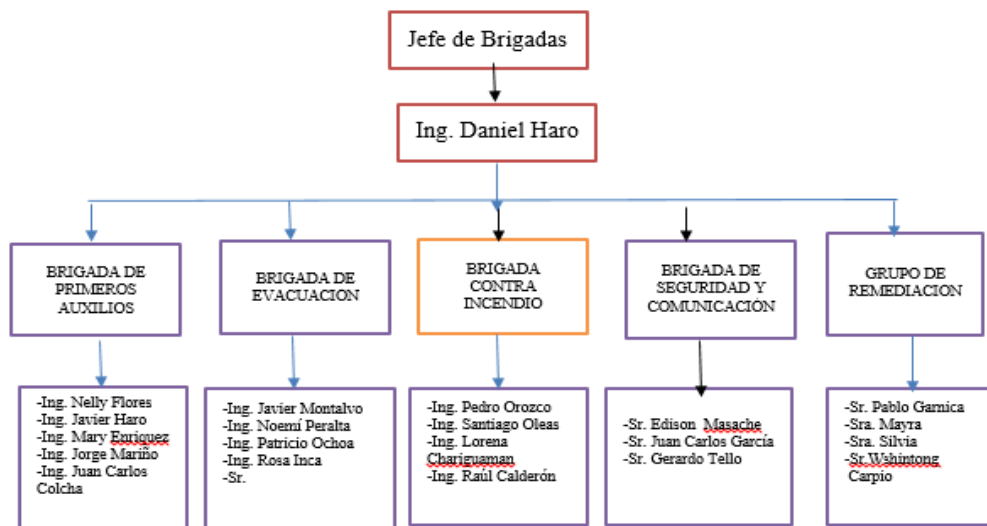 Jefe de Brigadas
Ing. Daniel Haro
BRIGADA DE
PRIMEROS
AUXILIOS
BRIGADA DE
EVACUACION
BRIGADA
CONTRA
INCENDIO
BRIGADA DE
SEGURIDAD Y
COMUNICACIÓN
GRUPO DE
REMEDIACION
-Ing. Nelly Flores
-Ing. Javier Haro
-Ing. Mary Enriquez
-Ing. Jorge Mariño
-Ing. Juan Carlos
Colcha
-Ing. Javier Montalvo
-Ing. Noemí Peralta
-Ing. Patricio Ochoa
-Ing. Rosa Inca
-Sr.
-Ing. Pedro Orozco
-Ing. Santiago Oleas
-Ing. Lorena
Chariguaman
-Ing. Raúl Calderón
-Sr. Edison Masache
-Sr. Juan Carlos García
-Sr. Gerardo Tello
-Sr. Pablo Garnica
-Sra. Mayra
-Sra. Silvia
-Sr.Wshintong
Carpio